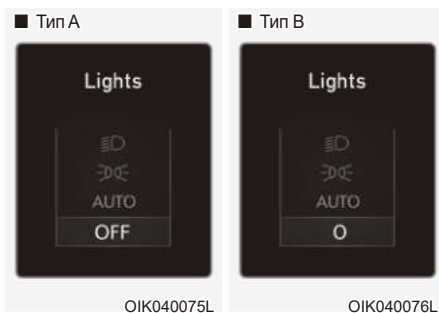 ■ Тип A
Lights
AUTO
OFF
OIK040075L
■ Тип B
Lights
AUTO
O
OIK040076L